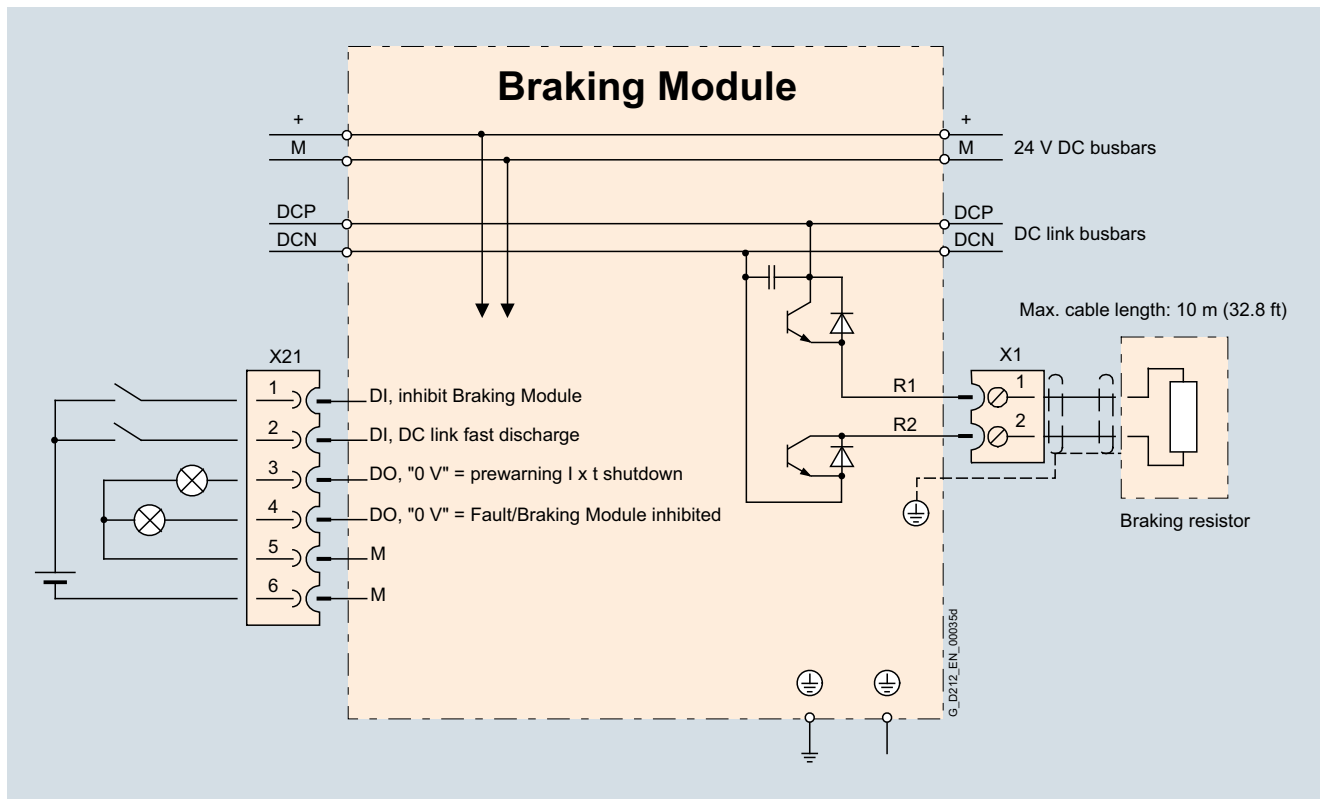 Braking Module
+
M
+
M
24 V DC busbars
DCP
DCN
DCP
DCN
DC link busbars
Max. cable length: 10 m (32.8 ft)
X21
1
DI, inhibit Braking Module
2
DI, DC link fast discharge
3
DO, "0 V" = prewarning I x t shutdown
4
DO, "0 V" = Fault/Braking Module inhibited
5
M
6
M
R1
R2
X1
1
2
Braking resistor
G_D212_EN_00035d